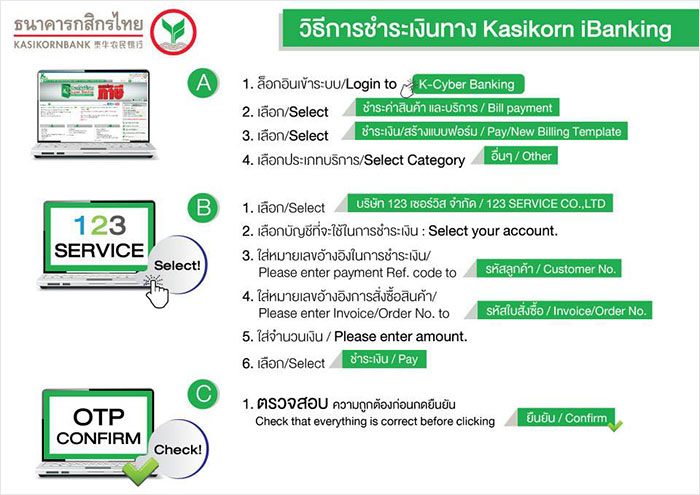 ธนาคารกสิกรไทย
KASIKORNBANK 泰华农民银行
วิธีการชำระเงินทาง Kasikorn iBanking
A
1. ล็อกอินเข้าระบบ/Login to K-Cyber Banking
2. เลือก/Select ชำระค่าสินค้า และบริการ / Bill payment
3. เลือก/Select ชำระเงิน/สร้างแบบฟอร์ม / Pay/New Billing Template
4. เลือกประเภทบริการ/Select Category อื่นๆ / Other
B
123
SERVICE
Select!
1. เลือก/Select บริษัท 123 เซอร์วิส จำกัด / 123 SERVICE CO.,LTD
2. เลือกบัญชีที่จะใช้ในการชำระเงิน : Select your account.
3. ใส่หมายเลขอ้างอิงในการชำระเงิน/
Please enter payment Ref. code to รหัสลูกค้า / Customer No.
4. ใส่หมายเลขอ้างอิงการสั่งซื้อสินค้า/
Please enter Invoice/Order No. to รหัสใบสั่งซื้อ / Invoice/Order No.
5. ใส่จำนวนเงิน / Please enter amount.
6. เลือก/Select ชำระเงิน / Pay
C
OTP
CONFIRM
Check!
1. ตรวจสอบ ความถูกต้องก่อนกดยืนยัน
Check that everything is correct before clicking ยืนยัน / Confirm